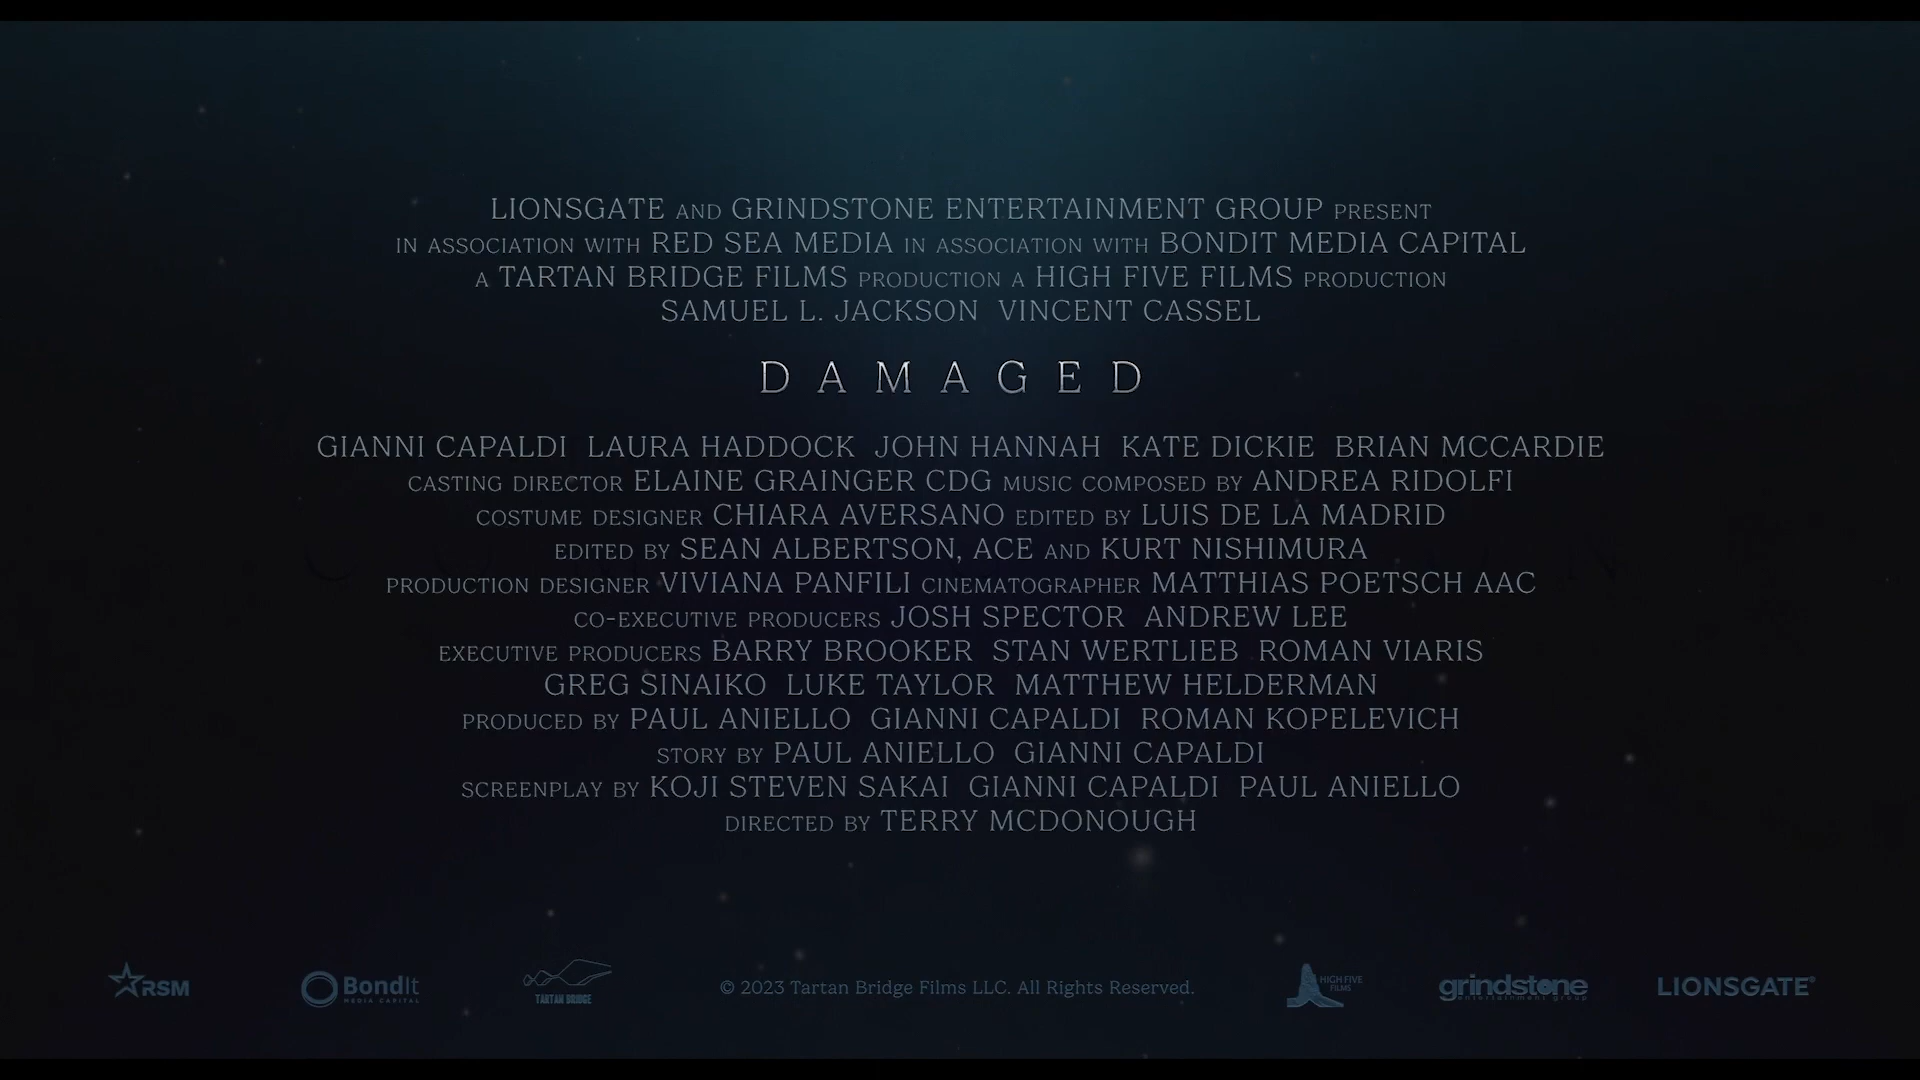 LIONSGATE AND GRINDSTONE ENTERTAINMENT GROUP PRESENT
IN ASSOCIATION WITH RED SEA MEDIA IN ASSOCIATION WITH BONDIT MEDIA CAPITAL
A TARTAN BRIDGE FILMS PRODUCTION A HIGH FIVE FILMS PRODUCTION
SAMUEL L. JACKSON VINCENT CASSEL
DAMAGED
GIANNI CAPALDI LAURA HADDOCK JOHN HANNAH KATE DICKIE BRIAN MCCARDIE
CASTING DIRECTOR ELAINE GRAINGER CDG MUSIC COMPOSED BY ANDREA RIDOLFI
COSTUME DESIGNER CHIARA AVERSANO EDITED BY LUIS DE LA MADRID
EDITED BY SEAN ALBERTSON, ACE AND KURT NISHIMURA
PRODUCTION DESIGNER VIVIANA PANFILI CINEMATOGRAPHER MATTHIAS POETSCH AAC
CO-EXECUTIVE PRODUCERS JOSH SPECTOR ANDREW LEE
EXECUTIVE PRODUCERS BARRY BROOKER STAN WERTLIEB ROMAN VIARIS
GREG SINAIKO LUKE TAYLOR MATTHEW HELDERMAN
PRODUCED BY PAUL ANIELLO GIANNI CAPALDI ROMAN KOPELEVICH
STORY BY PAUL ANIELLO GIANNI CAPALDI
SCREENPLAY BY KOJI STEVEN SAKAI GIANNI CAPALDI PAUL ANIELLO
DIRECTED BY TERRY MCDONOUGH
RSM
BondIt
MEDIA CAPITAL
TARTAN BRIDGE
© 2023 Tartan Bridge Films LLC. All Rights Reserved.
HIGH FIVE
FILMS
grindstone
entertainment group
LIONSGATE®